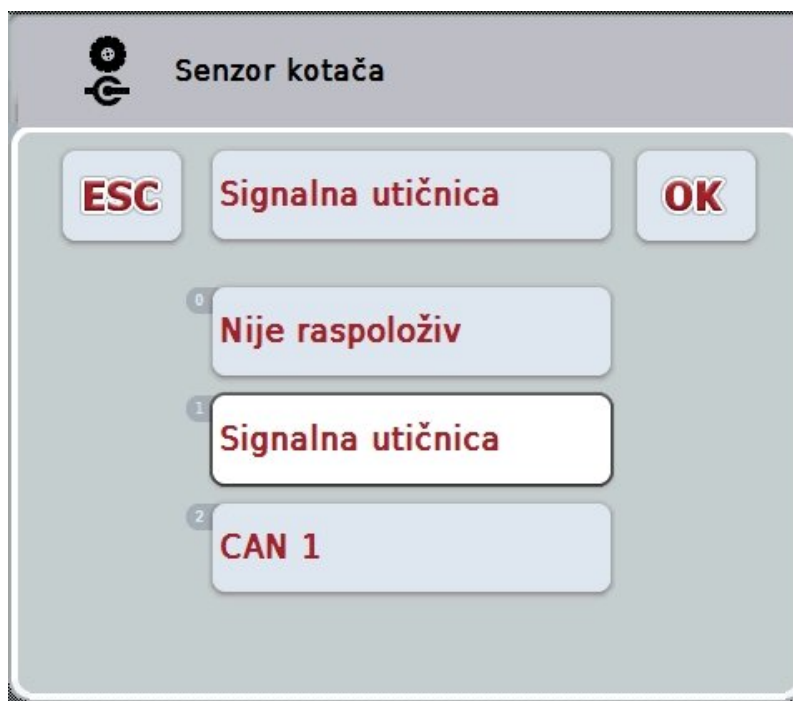 Senzor kotača
ESC
Signalna utičnica
OK
0
Nije raspoloživ
1
Signalna utičnica
2
CAN 1